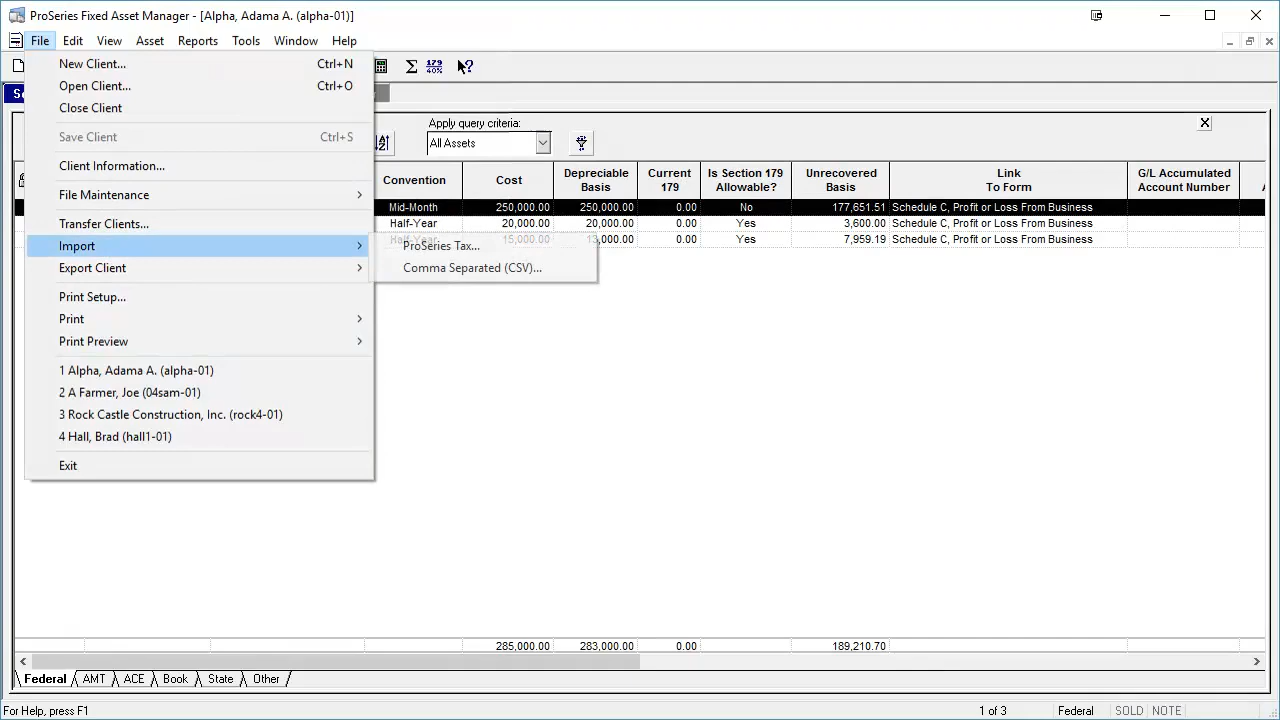 ProSeries Fixed Asset Manager - [Alpha, Adama A. (alpha-01)]
File Edit View Asset Reports Tools Window Help
New Client... Ctrl+N
Open Client... Ctrl+O
Close Client
Save Client Ctrl+S
Client Information...
File Maintenance
Transfer Clients...
Import
Export Client
Print Setup...
Print
Print Preview
1 Alpha, Adama A. (alpha-01)
2 A Farmer, Joe (04sam-01)
3 Rock Castle Construction, Inc. (rock4-01)
4 Hall, Brad (hall1-01)
Exit
ProSeries Tax...
Comma Separated (CSV)...
Apply query criteria:
All Assets
Convention Cost Depreciable Basis Current 179 Is Section 179 Allowable? Unrecovered Basis Link To Form G/L Accumulated Account Number
Mid-Month 250,000.00 250,000.00 0.00 No 177,651.51 Schedule C, Profit or Loss From Business
Half-Year 20,000.00 20,000.00 0.00 Yes 3,600.00 Schedule C, Profit or Loss From Business
Half-Year 15,000.00 13,000.00 0.00 Yes 7,959.19 Schedule C, Profit or Loss From Business
285,000.00 283,000.00 0.00 189,210.70
Federal AMT ACE Book State Other
For Help, press F1 1 of 3 Federal SOLD NOTE